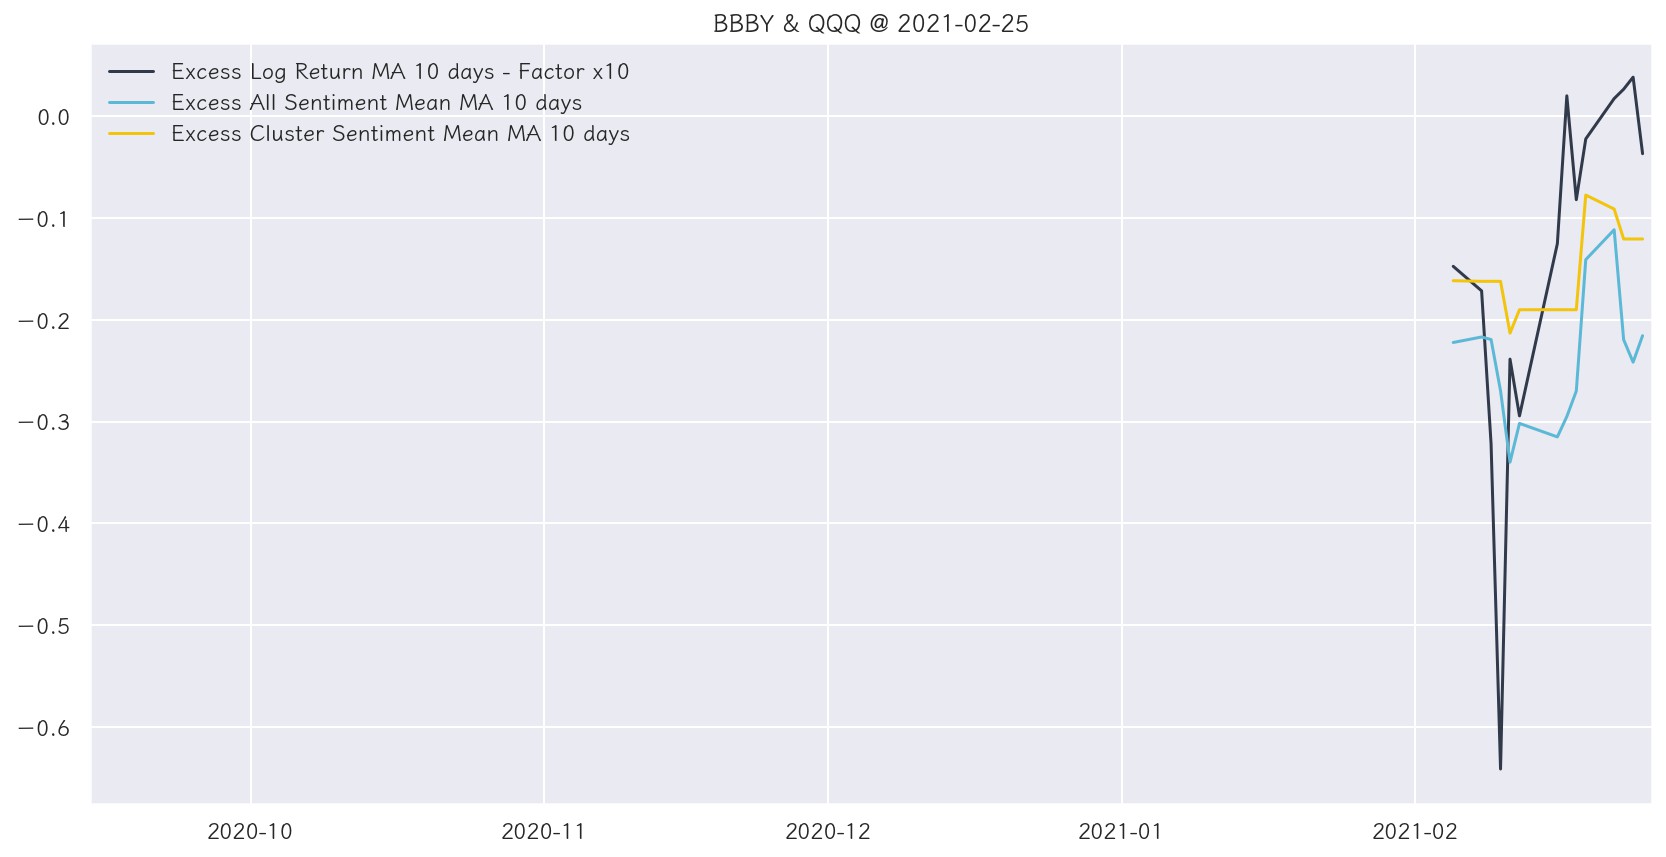 BBBY & QQQ @ 2021-02-25
Excess Log Return MA 10 days - Factor x10
Excess All Sentiment Mean MA 10 days
Excess Cluster Sentiment Mean MA 10 days
0.0
−0.1
−0.2
−0.3
−0.4
−0.5
−0.6
2020-10 2020-11 2020-12 2021-01 2021-02